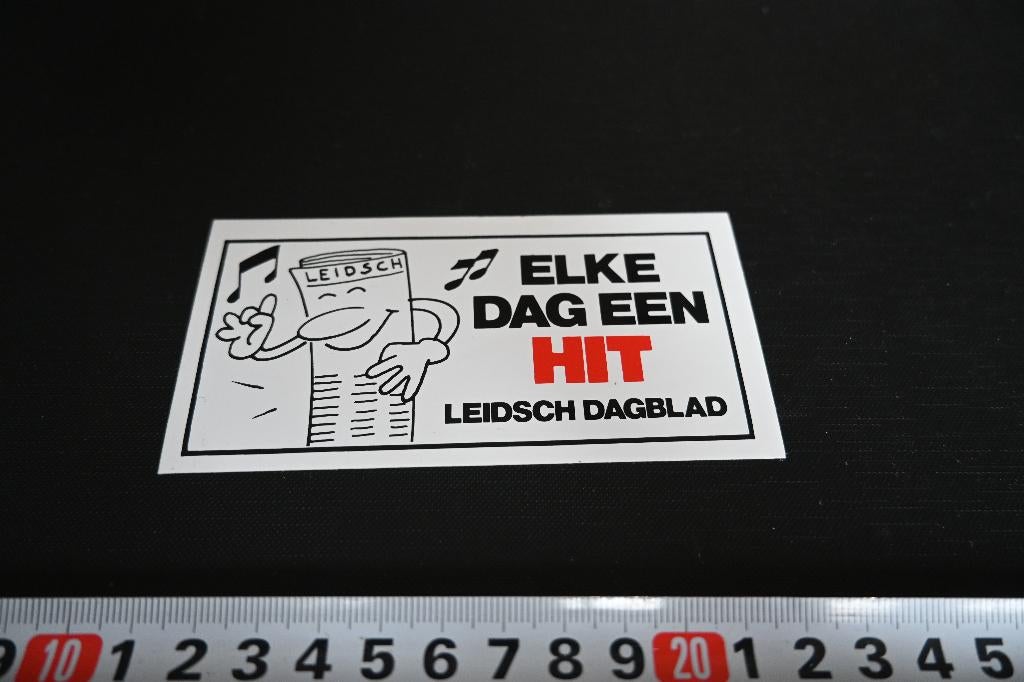 LEIDSCH
ELKE
DAG EEN
HIT
LEIDSCH DAGBLAD
9 10 1 2 3 4 5 6 7 8 9 20 1 2 3 4 5